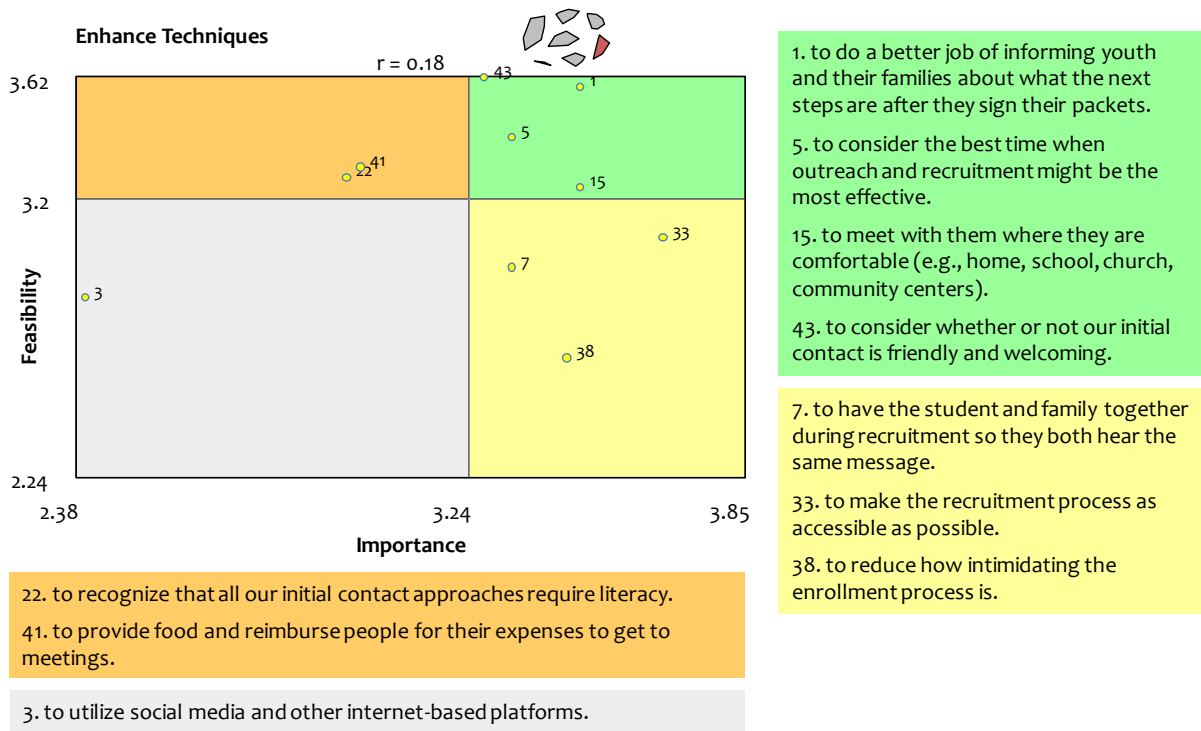 Enhance Techniques
r = 0.18
3.62
43
1
5
41
22
15
3.2
33
7
3
38
Feasibility
2.24
2.38
3.24
3.85
Importance
1. to do a better job of informing youth
and their families about what the next
steps are after they sign their packets.
5. to consider the best time when
outreach and recruitment might be the
most effective.
15. to meet with them where they are
comfortable (e.g., home, school, church,
community centers).
43. to consider whether or not our initial
contact is friendly and welcoming.
7. to have the student and family together
during recruitment so they both hear the
same message.
33. to make the recruitment process as
accessible as possible.
38. to reduce how intimidating the
enrollment process is.
22. to recognize that all our initial contact approaches require literacy.
41. to provide food and reimburse people for their expenses to get to
meetings.
3. to utilize social media and other internet-based platforms.